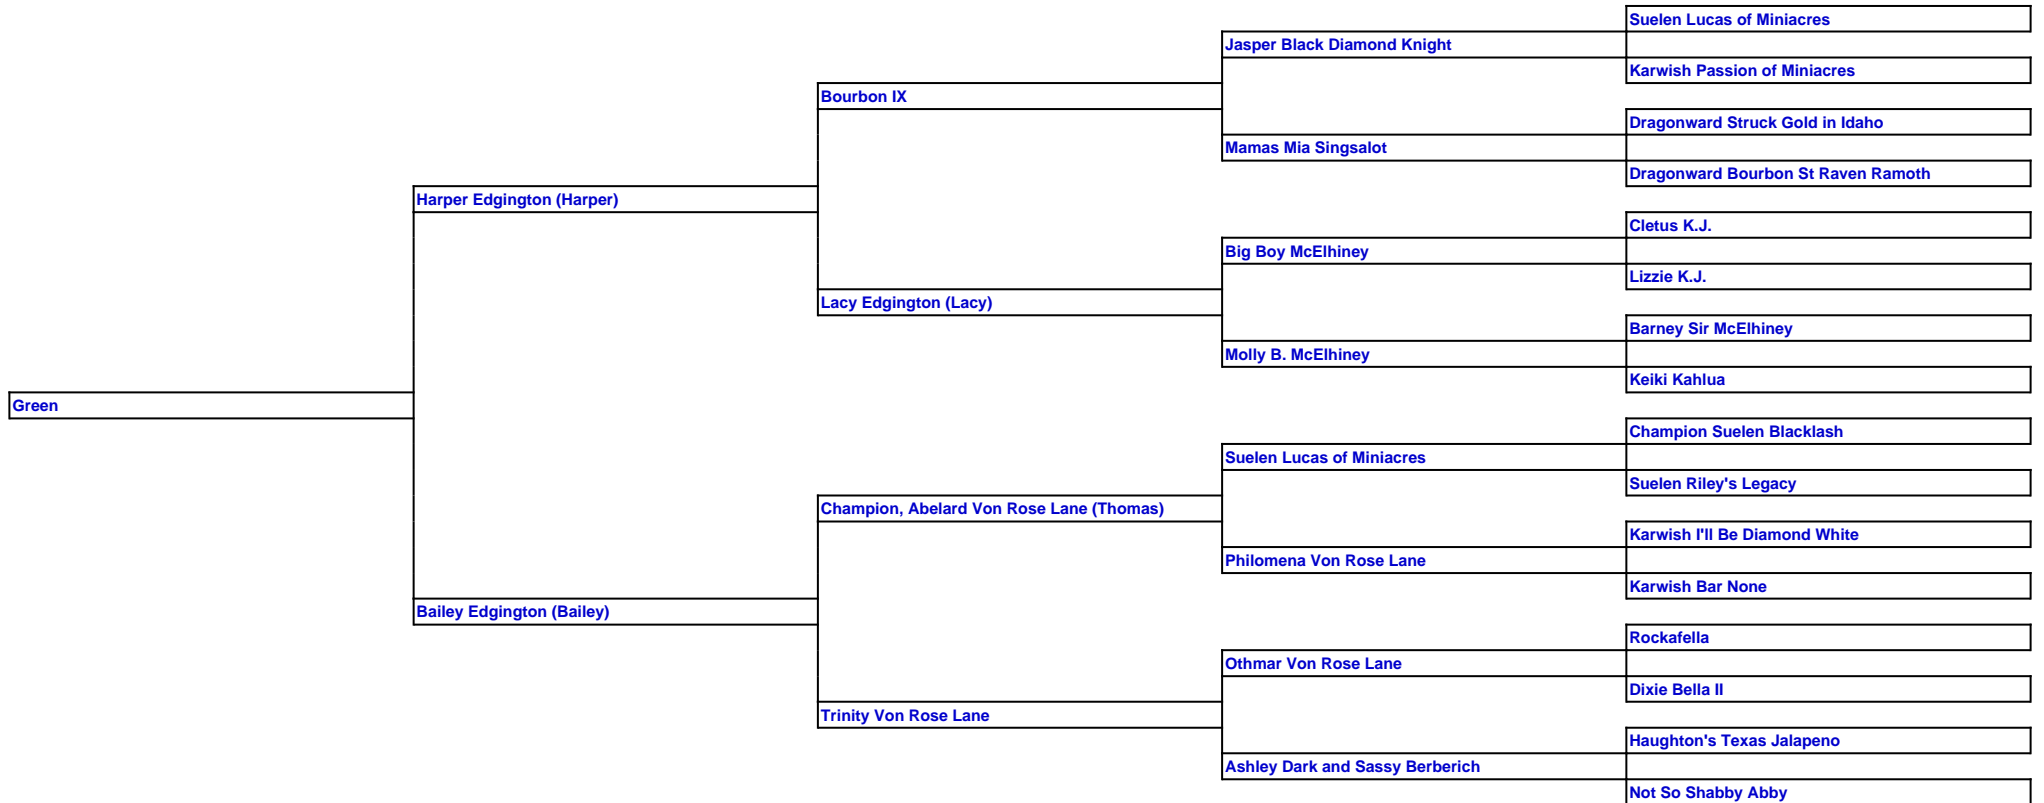 Suelen Lucas of Miniacres
Jasper Black Diamond Knight
Karwish Passion of Miniacres
Bourbon IX
Dragonward Struck Gold in Idaho
Mamas Mia Singsalot
Dragonward Bourbon St Raven Ramoth
Harper Edgington (Harper)
Cletus K.J.
Big Boy McElhiney
Lizzie K.J.
Lacy Edgington (Lacy)
Barney Sir McElhiney
Molly B. McElhiney
Keiki Kahlua
Green
Champion Suelen Blacklash
Suelen Lucas of Miniacres
Suelen Riley's Legacy
Champion, Abelard Von Rose Lane (Thomas)
Karwish I'll Be Diamond White
Philomena Von Rose Lane
Karwish Bar None
Bailey Edgington (Bailey)
Rockafella
Othmar Von Rose Lane
Dixie Bella II
Trinity Von Rose Lane
Haughton's Texas Jalapeno
Ashley Dark and Sassy Berberich
Not So Shabby Abby